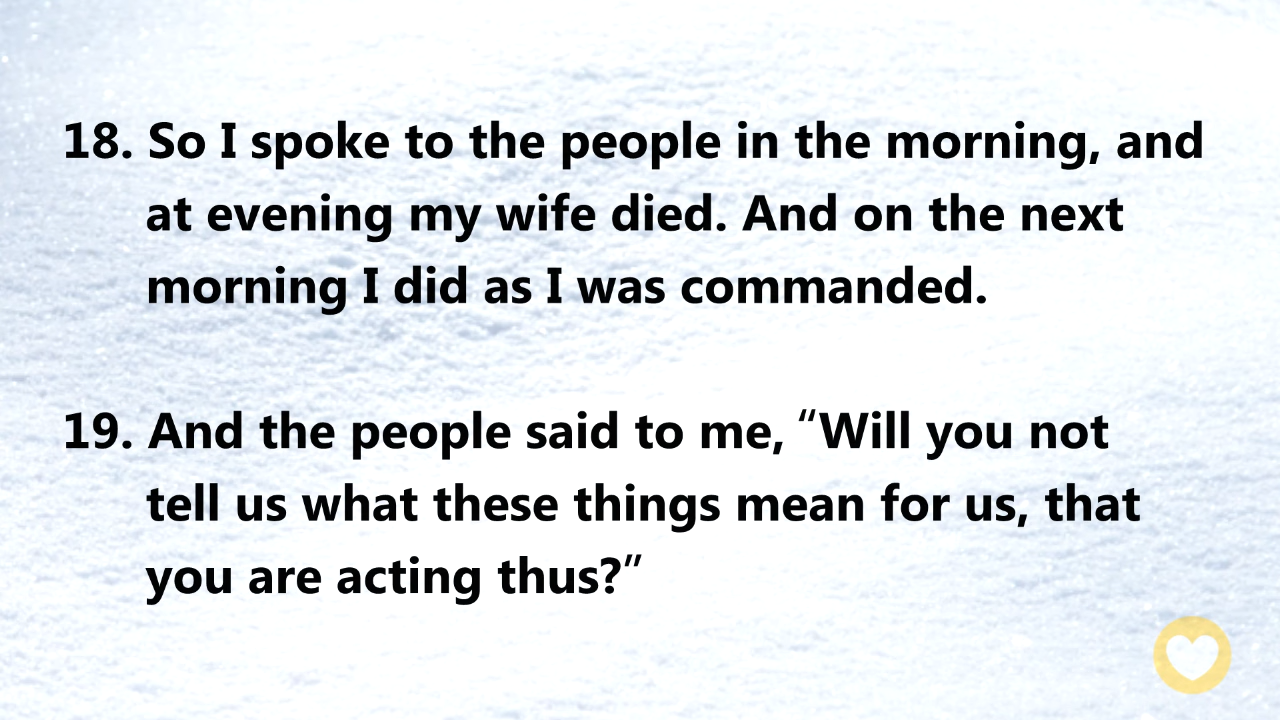 18. So I spoke to the people in the morning, and
at evening my wife died. And on the next
morning I did as I was commanded.
19. And the people said to me, “Will you not
tell us what these things mean for us, that
you are acting thus?”